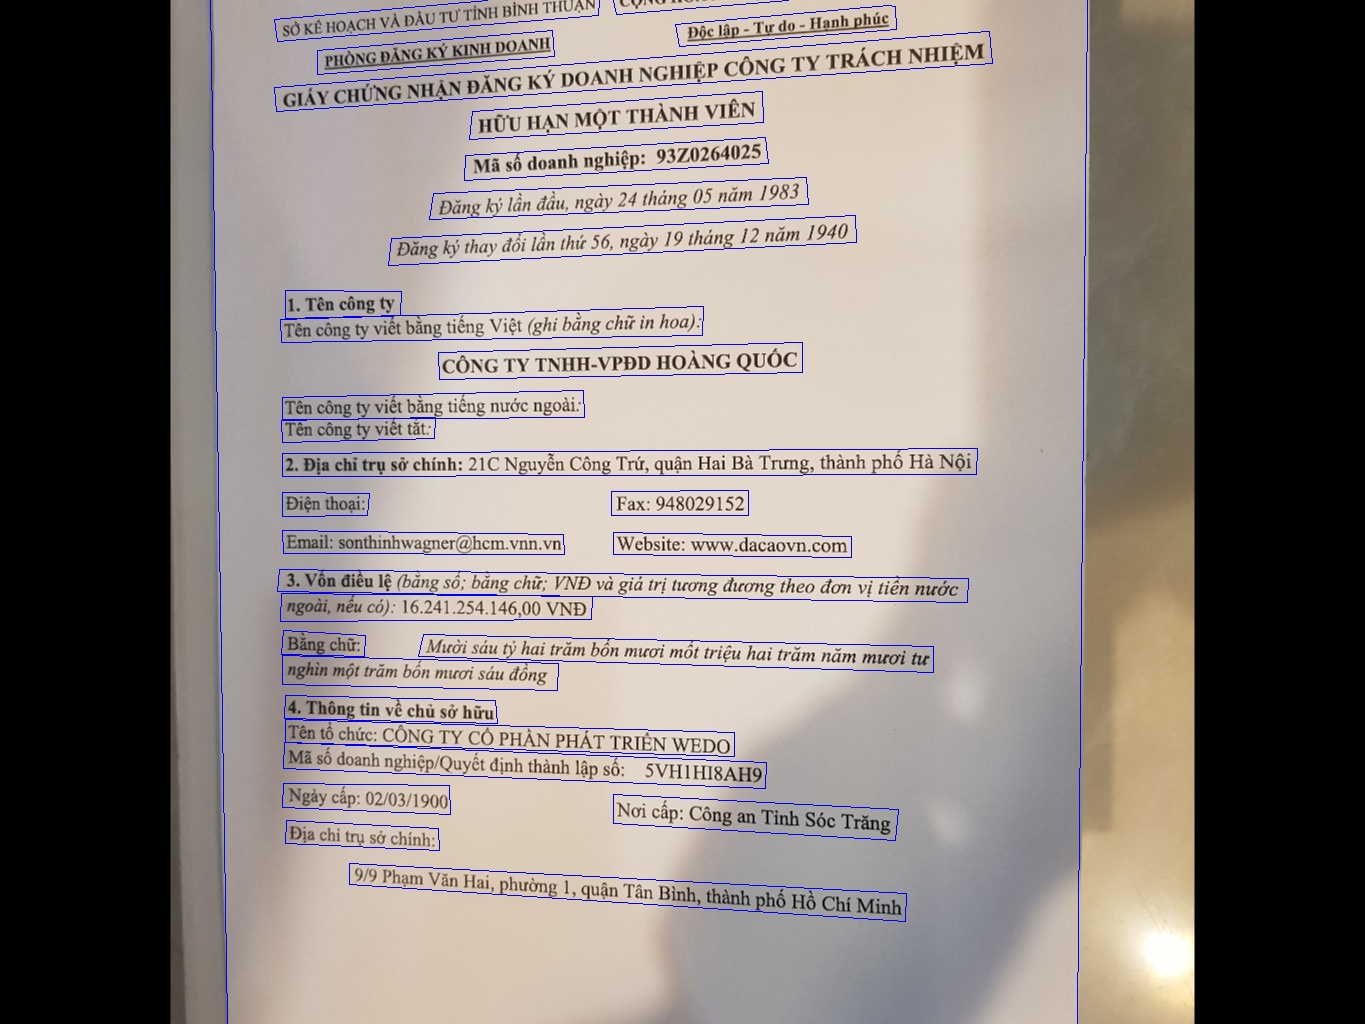 SỞ KẾ HOẠCH VÀ ĐẦU TƯ TỈNH BÌNH THUẬN
Độc lập - Tự do - Hạnh phúc
PHÒNG ĐĂNG KÝ KINH DOANH
GIẤY CHỨNG NHẬN ĐĂNG KÝ DOANH NGHIỆP CÔNG TY TRÁCH NHIỆM
HỮU HẠN MỘT THÀNH VIÊN
Mã số doanh nghiệp: 93Z0264025
Đăng ký lần đầu, ngày 24 tháng 05 năm 1983
Đăng ký thay đổi lần thứ 56, ngày 19 tháng 12 năm 1940
1. Tên công ty
Tên công ty viết bằng tiếng Việt (ghi bằng chữ in hoa):
CÔNG TY TNHH-VPĐD HOÀNG QUỐC
Tên công ty viết bằng tiếng nước ngoài:
Tên công ty viết tắt:
2. Địa chỉ trụ sở chính: 21C Nguyễn Công Trứ, quận Hai Bà Trưng, thành phố Hà Nội
Điện thoại: Fax: 948029152
Email: sonthinhwagner@hcm.vnn.vn Website: www.dacaovn.com
3. Vốn điều lệ (bằng số; bằng chữ; VNĐ và giá trị tương đương theo đơn vị tiền nước
ngoài, nếu có): 16.241.254.146,00 VNĐ
Bằng chữ: Mười sáu tỷ hai trăm bốn mươi mốt triệu hai trăm năm mươi tư
nghìn một trăm bốn mươi sáu đồng
4. Thông tin về chủ sở hữu
Tên tổ chức: CÔNG TY CỔ PHẦN PHÁT TRIỂN WEDO
Mã số doanh nghiệp/Quyết định thành lập số: 5VH1HI8AH9
Ngày cấp: 02/03/1900 Nơi cấp: Công an Tỉnh Sóc Trăng
Địa chỉ trụ sở chính:
9/9 Phạm Văn Hai, phường 1, quận Tân Bình, thành phố Hồ Chí Minh